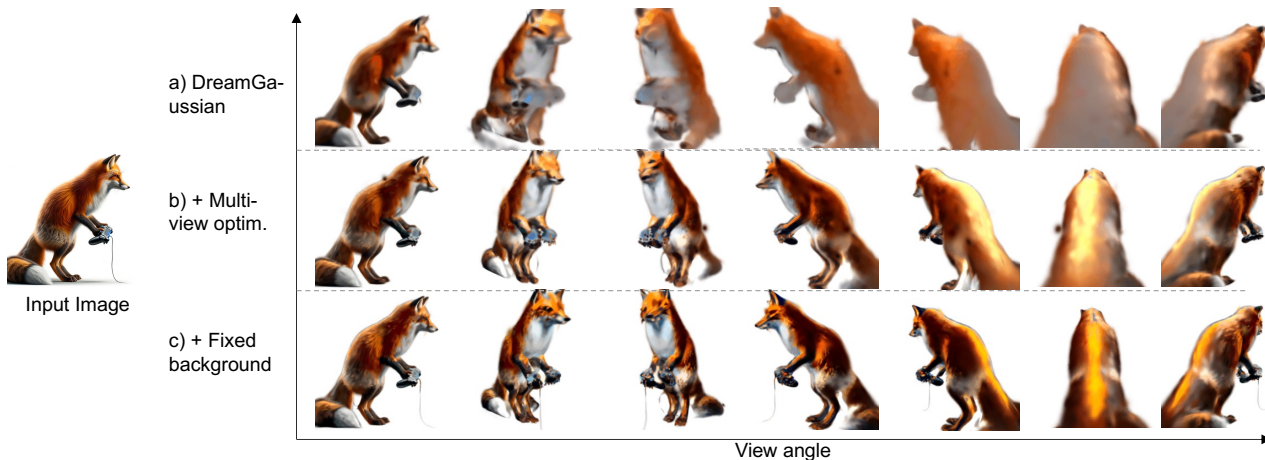 a) DreamGa-
ussian
b) + Multi-
view optim.
Input Image
c) + Fixed
background
View angle